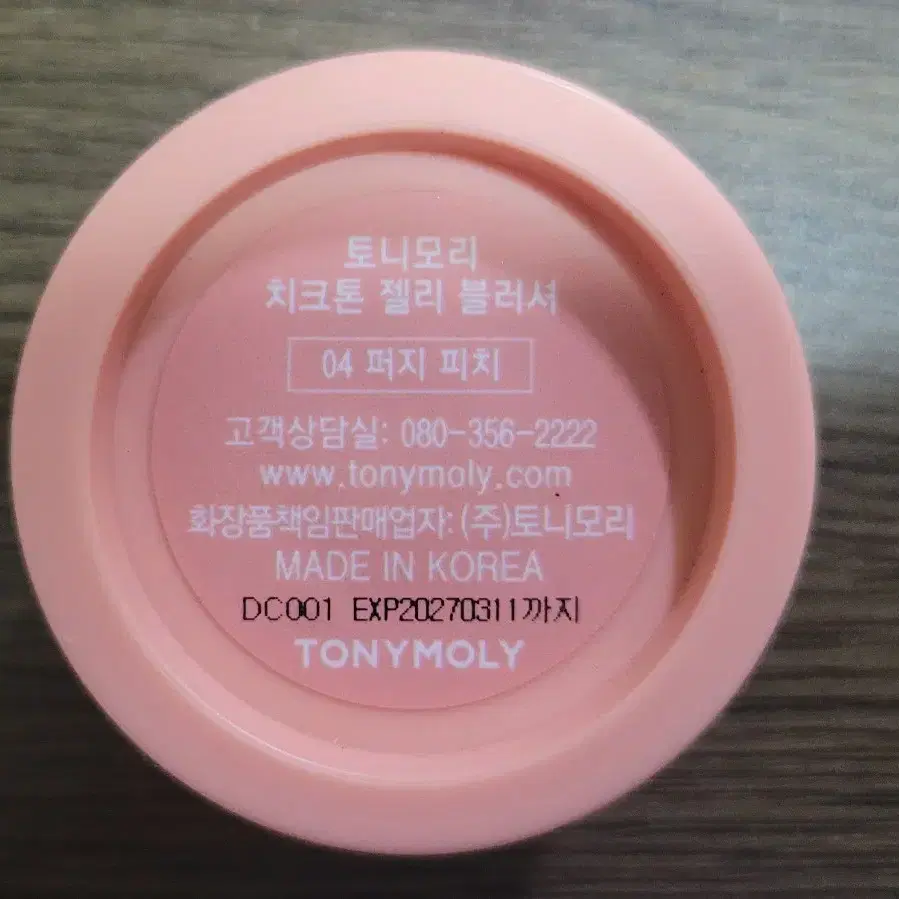 토니모리
치크톤 젤리 블러셔
04 퍼지 피치
고객상담실: 080-356-2222
www.tonymoly.com
화장품책임판매업자: (주)토니모리
MADE IN KOREA
DC001 EXP20270311까지
TONYMOLY